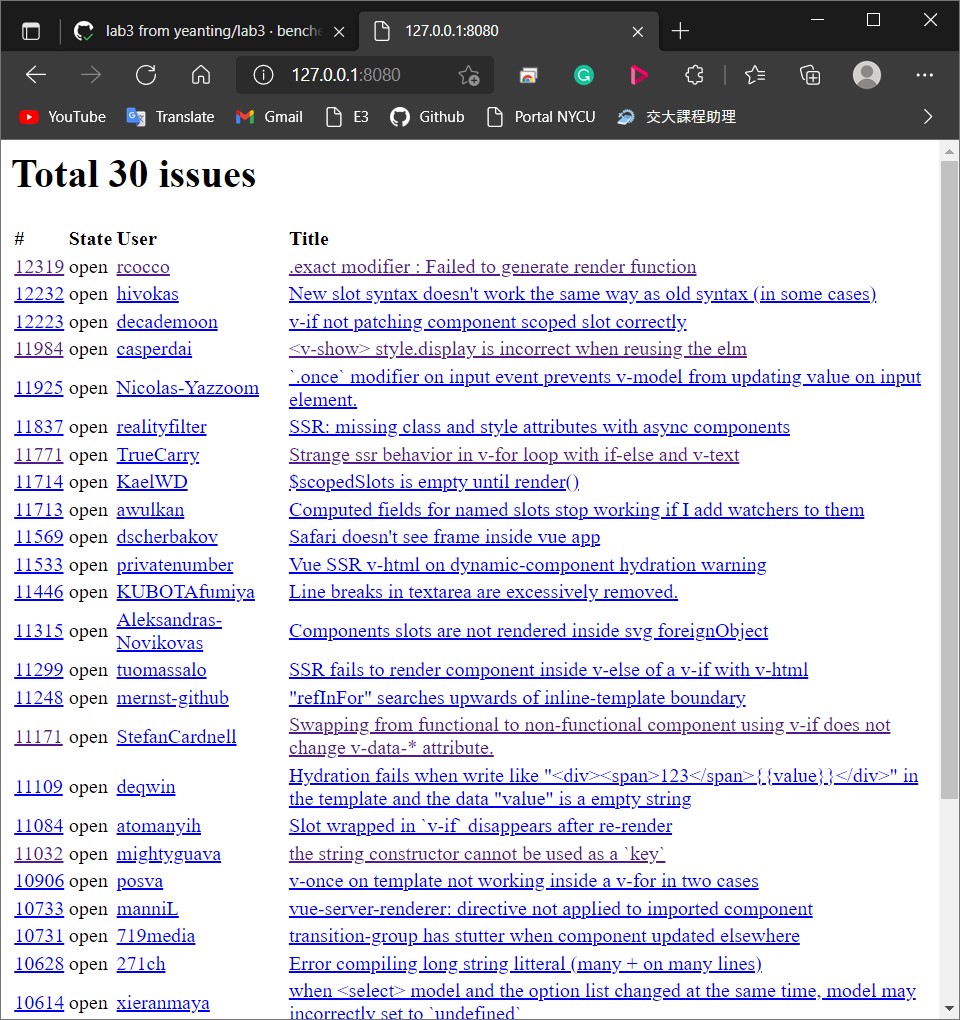 lab3 from yeanting/lab3 · benche
127.0.0.1:8080
127.0.0.1:8080
YouTube Translate Gmail E3 Github Portal NYCU 交大課程助理
Total 30 issues
# State User Title
12319 open rcocco .exact modifier : Failed to generate render function
12232 open hivokas New slot syntax doesn't work the same way as old syntax (in some cases)
12223 open decademoon v-if not patching component scoped slot correctly
11984 open casperdai <v-show> style.display is incorrect when reusing the elm
11925 open Nicolas-Yazzoom `.once` modifier on input event prevents v-model from updating value on input
element.
11837 open realityfilter SSR: missing class and style attributes with async components
11771 open TrueCarry Strange ssr behavior in v-for loop with if-else and v-text
11714 open KaelWD $scopedSlots is empty until render()
11713 open awulkan Computed fields for named slots stop working if I add watchers to them
11569 open dscherbakov Safari doesn't see frame inside vue app
11533 open privatenumber Vue SSR v-html on dynamic-component hydration warning
11446 open KUBOTAfumiya Line breaks in textarea are excessively removed.
11315 open Aleksandras-
Novikovas Components slots are not rendered inside svg foreignObject
11299 open tuomassalo SSR fails to render component inside v-else of a v-if with v-html
11248 open mernst-github "refInFor" searches upwards of inline-template boundary
11171 open StefanCardnell Swapping from functional to non-functional component using v-if does not
change v-data-* attribute.
11109 open deqwin Hydration fails when write like "<div><span>123</span>{{value}}</div>" in
the template and the data "value" is a empty string
11084 open atomanyih Slot wrapped in `v-if` disappears after re-render
11032 open mightyguava the string constructor cannot be used as a `key`
10906 open posva v-once on template not working inside a v-for in two cases
10733 open manniL vue-server-renderer: directive not applied to imported component
10731 open 719media transition-group has stutter when component updated elsewhere
10628 open 271ch Error compiling long string litteral (many + on many lines)
10614 open xieranmaya when <select> model and the option list changed at the same time, model may
incorrectly set to `undefined`